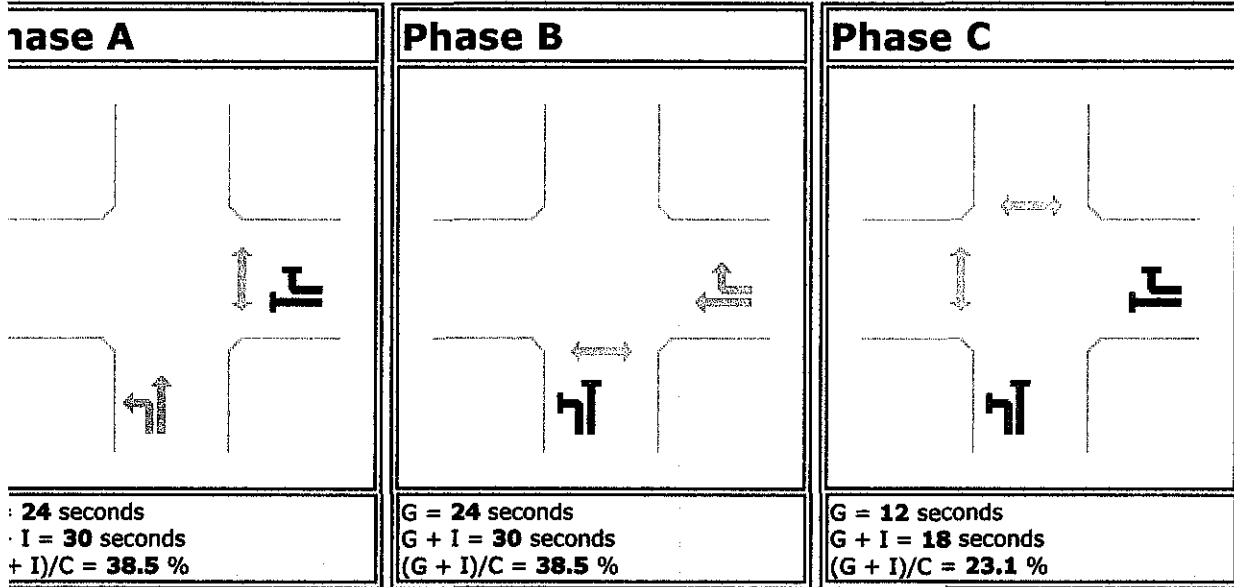 hase A
Phase B
Phase C
= 24 seconds
+ I = 30 seconds
+ I)/C = 38.5 %
G = 24 seconds
G + I = 30 seconds
(G + I)/C = 38.5 %
G = 12 seconds
G + I = 18 seconds
(G + I)/C = 23.1 %